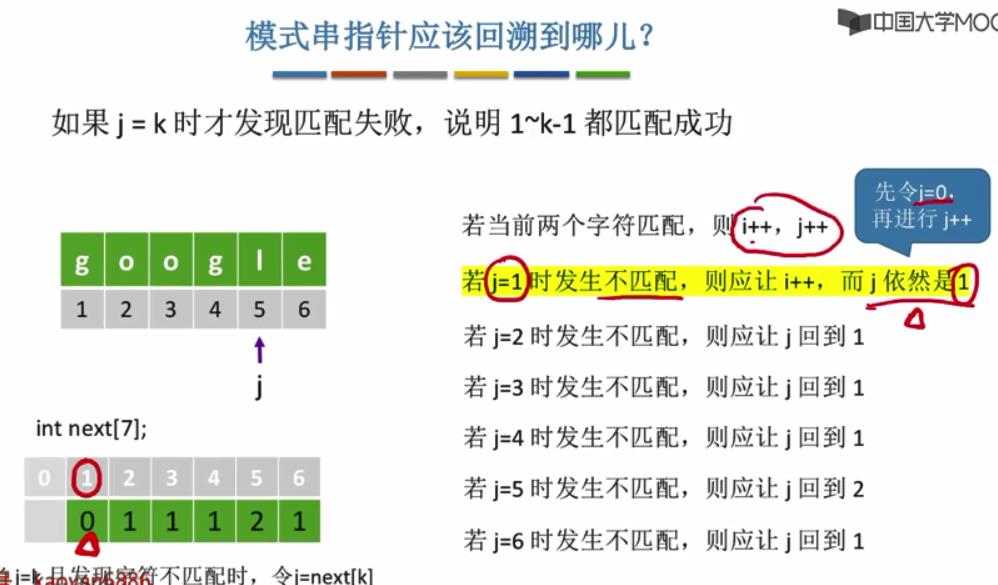 中国大学MOO
模式串指针应该回溯到哪儿？
如果 j = k 时才发现匹配失败，说明 1~k-1 都匹配成功
先令j=0，
再进行 j++
若当前两个字符匹配，则 i++，j++
若 j=1 时发生不匹配，则应让 i++，而 j 依然是 1
若 j=2 时发生不匹配，则应让 j 回到 1
若 j=3 时发生不匹配，则应让 j 回到 1
若 j=4 时发生不匹配，则应让 j 回到 1
若 j=5 时发生不匹配，则应让 j 回到 2
若 j=6 时发生不匹配，则应让 j 回到 1
g o o g l e
1 2 3 4 5 6
j
int next[7];
0 1 2 3 4 5 6
0 1 1 1 2 1
j=k 且发现字符不匹配时，令j=next[k]